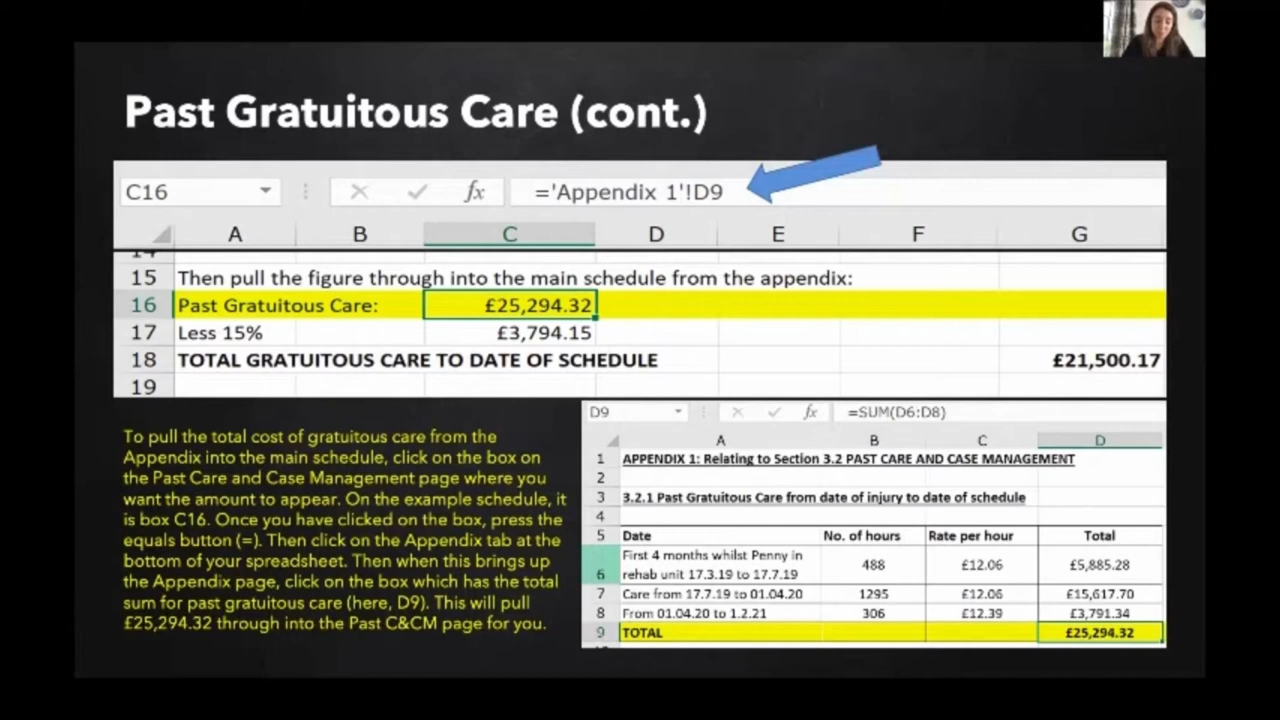 Past Gratuitous Care (cont.)
C16 fx ='Appendix 1'!D9
A B C D E F G
14
15 Then pull the figure through into the main schedule from the appendix:
16 Past Gratuitous Care: £25,294.32
17 Less 15% £3,794.15
18 TOTAL GRATUITOUS CARE TO DATE OF SCHEDULE £21,500.17
19
To pull the total cost of gratuitous care from the
Appendix into the main schedule, click on the box on
the Past Care and Case Management page where you
want the amount to appear. On the example schedule, it
is box C16. Once you have clicked on the box, press the
equals button (=). Then click on the Appendix tab at the
bottom of your spreadsheet. Then when this brings up
the Appendix page, click on the box which has the total
sum for past gratuitous care (here, D9). This will pull
£25,294.32 through into the Past C&CM page for you.
D9 fx =SUM(D6:D8)
A B C D
1 APPENDIX 1: Relating to Section 3.2 PAST CARE AND CASE MANAGEMENT
2
3 3.2.1 Past Gratuitous Care from date of injury to date of schedule
4
5 Date No. of hours Rate per hour Total
First 4 months whilst Penny in
6 rehab unit 17.3.19 to 17.7.19 488 £12.06 £5,885.28
7 Care from 17.7.19 to 01.04.20 1295 £12.06 £15,617.70
8 From 01.04.20 to 1.2.21 306 £12.39 £3,791.34
9 TOTAL £25,294.32